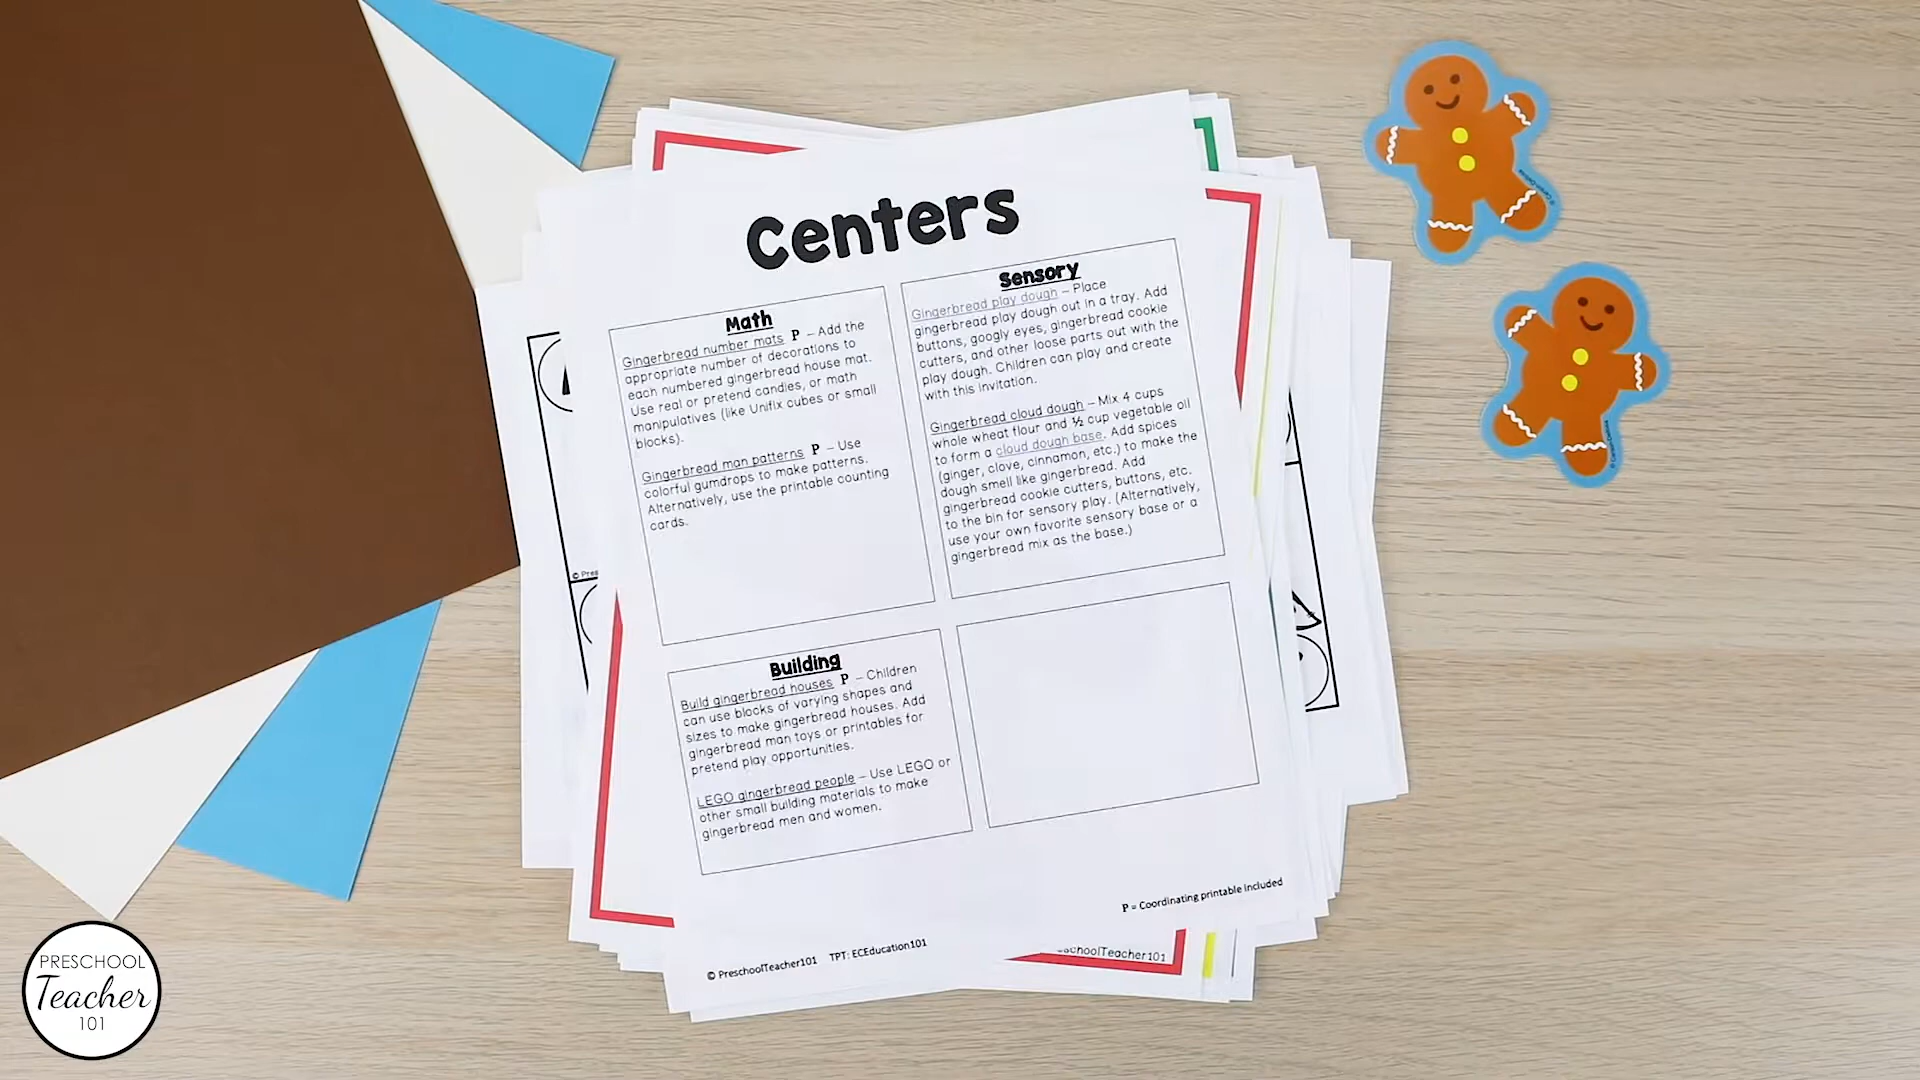 Centers
Math
Gingerbread number mats P – Add the
appropriate number of decorations to
each numbered gingerbread house mat.
Use real or pretend candies, or math
manipulatives (like Unifix cubes or small
blocks).
Gingerbread man patterns P – Use
colorful gumdrops to make patterns.
Alternatively, use the printable counting
cards.
Sensory
Gingerbread play dough – Place
gingerbread play dough out in a tray. Add
buttons, googly eyes, gingerbread cookie
cutters, and other loose parts out with the
play dough. Children can play and create
with this invitation.
Gingerbread cloud dough – Mix 4 cups
whole wheat flour and ½ cup vegetable oil
to form a cloud dough base. Add spices
(ginger, clove, cinnamon, etc.) to make the
dough smell like gingerbread. Add
gingerbread cookie cutters, buttons, etc.
to the bin for sensory play. (Alternatively,
use your own favorite sensory base or a
gingerbread mix as the base.)
Building
Build gingerbread houses P – Children
can use blocks of varying shapes and
sizes to make gingerbread houses. Add
gingerbread man toys or printables for
pretend play opportunities.
LEGO gingerbread people – Use LEGO or
other small building materials to make
gingerbread men and women.
P = Coordinating printable included
© PreschoolTeacher101 TPT: ECEducation101
PRESCHOOL
Teacher
101